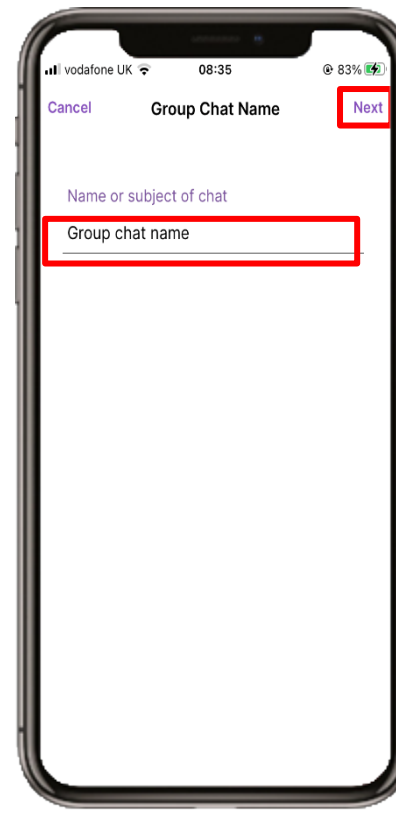 vodafone UK 08:35 83%
Cancel Group Chat Name Next
Name or subject of chat
Group chat name